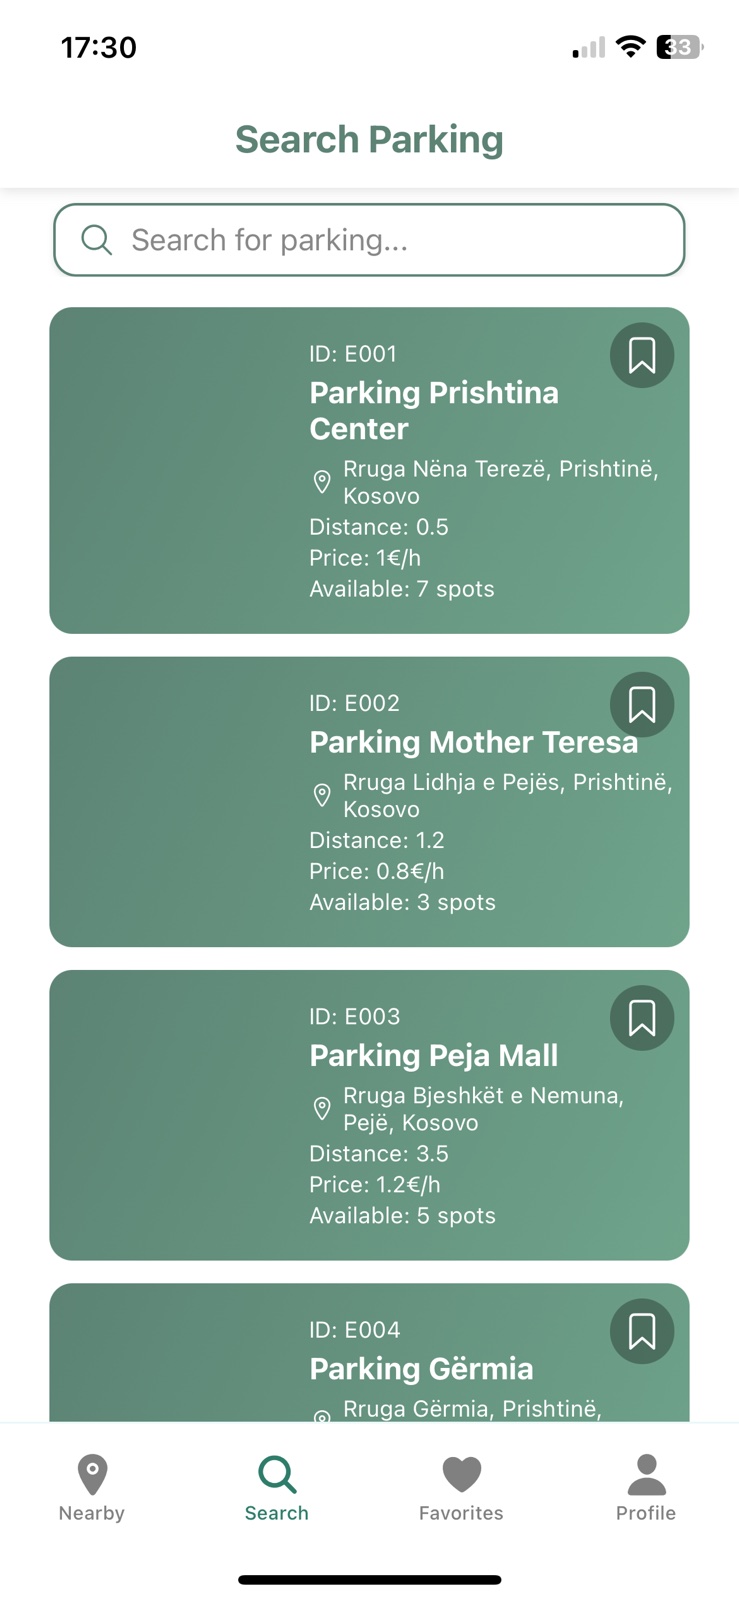 17:30
33
Search Parking
Search for parking...
ID: E001
Parking Prishtina
Center
Rruga Nëna Terezë, Prishtinë,
Kosovo
Distance: 0.5
Price: 1€/h
Available: 7 spots
ID: E002
Parking Mother Teresa
Rruga Lidhja e Pejës, Prishtinë,
Kosovo
Distance: 1.2
Price: 0.8€/h
Available: 3 spots
ID: E003
Parking Peja Mall
Rruga Bjeshkët e Nemuna,
Pejë, Kosovo
Distance: 3.5
Price: 1.2€/h
Available: 5 spots
ID: E004
Parking Gërmia
Rruga Gërmia, Prishtinë,
Nearby
Search
Favorites
Profile